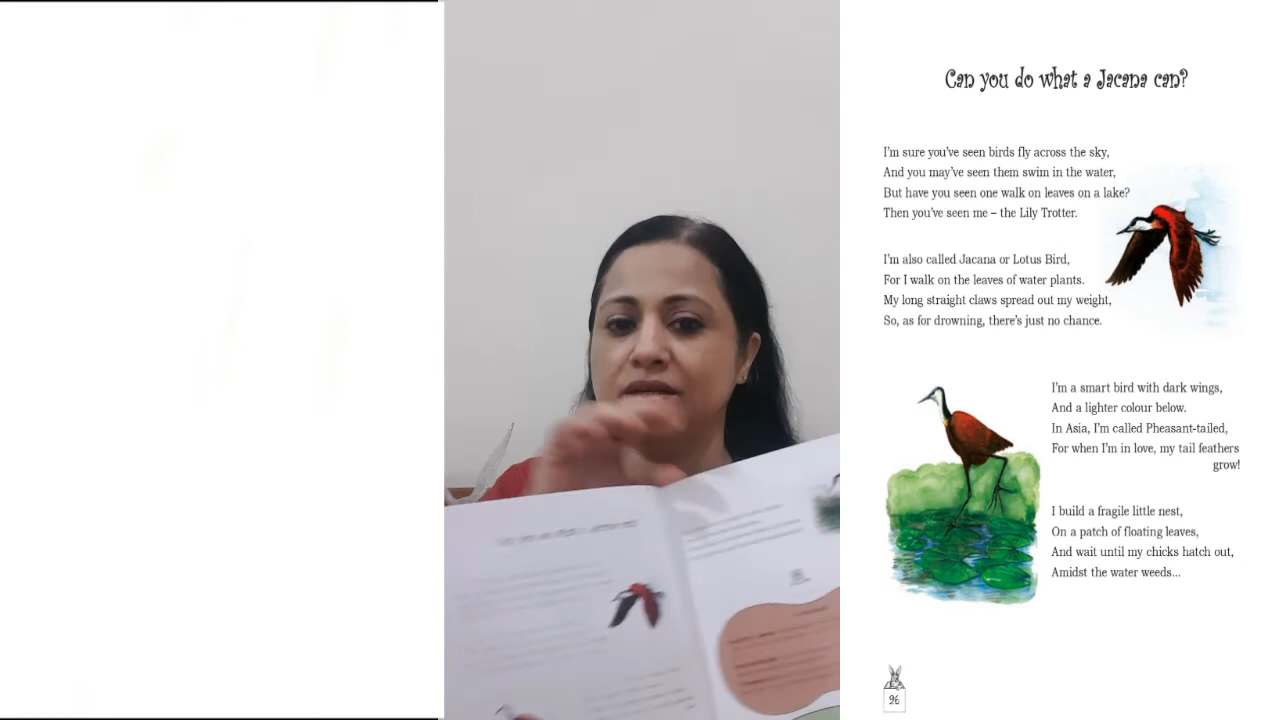 Can you do what a Jacana can?
I'm sure you've seen birds fly across the sky,
And you may've seen them swim in the water,
But have you seen one walk on leaves on a lake?
Then you've seen me – the Lily Trotter.
I'm also called Jacana or Lotus Bird,
For I walk on the leaves of water plants.
My long straight claws spread out my weight,
So, as for drowning, there's just no chance.
I'm a smart bird with dark wings,
And a lighter colour below.
In Asia, I'm called Pheasant-tailed,
For when I'm in love, my tail feathers
grow!
I build a fragile little nest,
On a patch of floating leaves,
And wait until my chicks hatch out,
Amidst the water weeds...
96